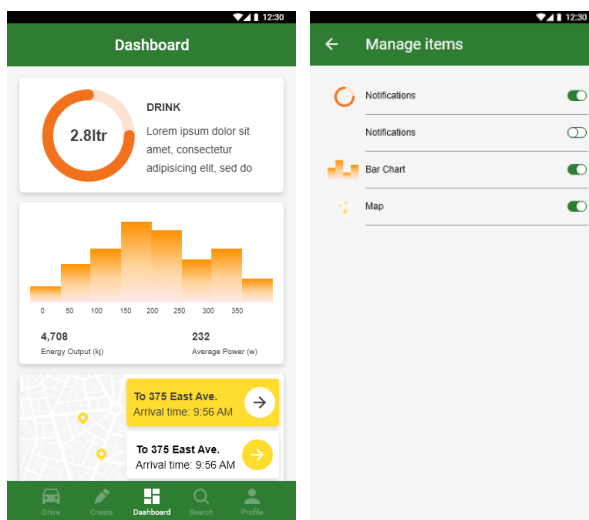 12:30
Dashboard
2.8ltr
DRINK
Lorem ipsum dolor sit
amet, consectetur
adipisicing elit, sed do
0 50 100 150 200 250 300 350
4,708
Energy Output (kj)
232
Average Power (w)
To 375 East Ave.
Arrival time: 9:56 AM
To 375 East Ave.
Arrival time: 9:56 AM
Drive Create Dashboard Search Profile
12:30
Manage items
Notifications
Notifications
Bar Chart
Map